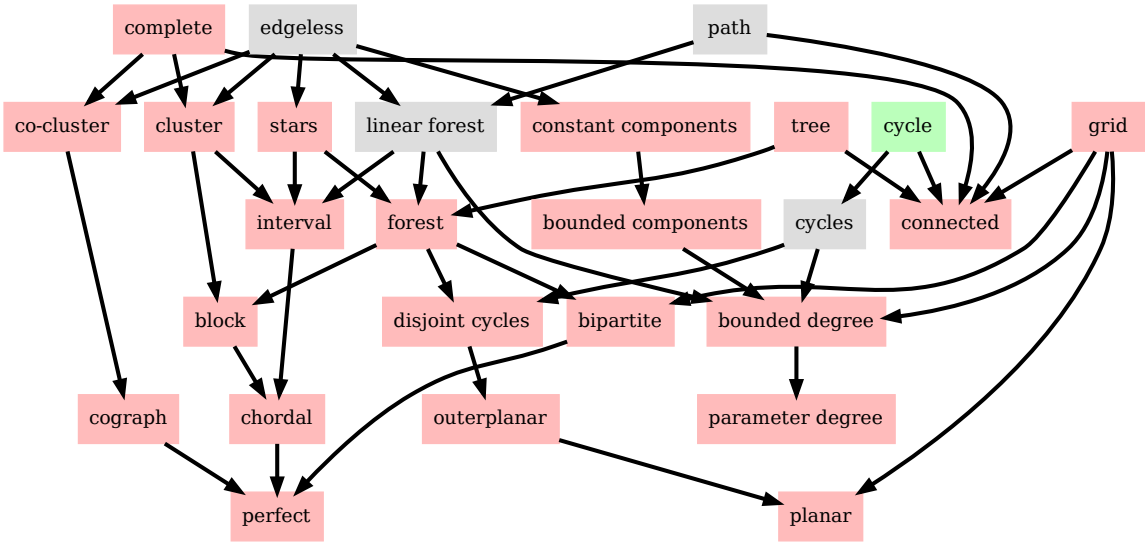 complete
edgeless
path
co-cluster
cluster
stars
linear forest
constant components
tree
cycle
grid
interval
forest
bounded components
cycles
connected
block
disjoint cycles
bipartite
bounded degree
cograph
chordal
outerplanar
parameter degree
perfect
planar